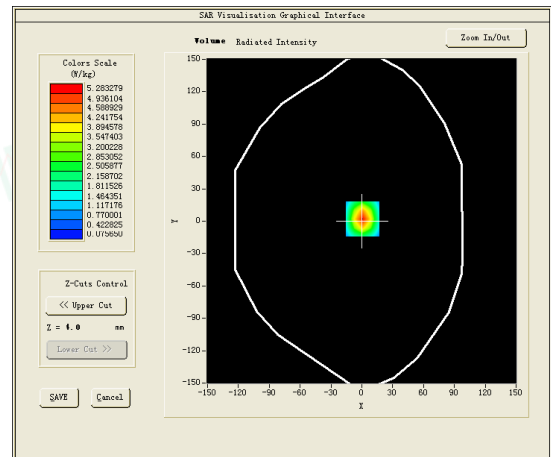 SAR Visualisation Graphical Interface
Volume Radiated Intensity
Zoom In/Out
Colors Scale
(W/kg)
5.283279
4.936104
4.588929
4.241754
3.894578
3.547403
3.200228
2.853052
2.505877
2.158702
1.811526
1.464351
1.117176
0.770001
0.422825
0.075650
150
120
90
60
30
0
-30
-60
-90
-120
-150
Y
-150 -120 -90 -60 -30 0 30 60 90 120 150
X
Z-Cuts Control
<< Upper Cut
Z = 4.0 mm
Lower Cut >>
SAVE Cancel